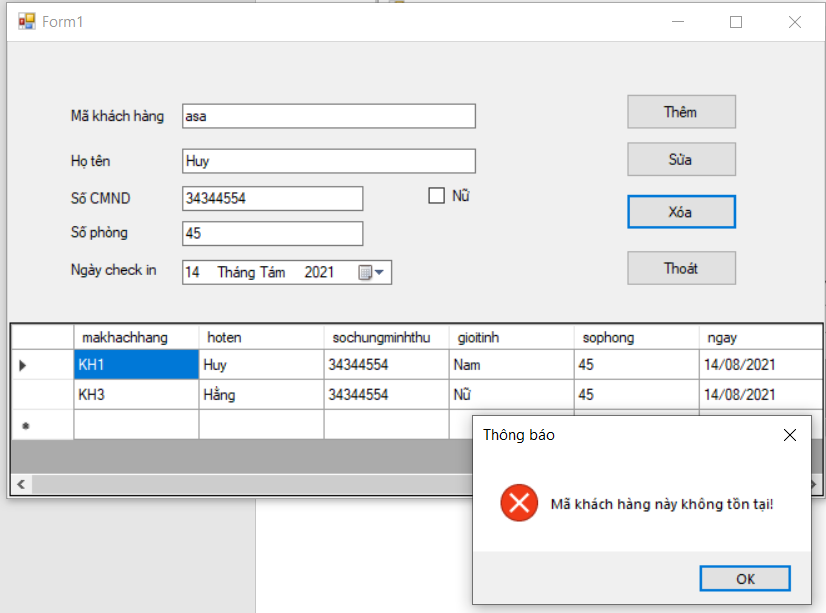 Form1
Mã khách hàng asa Thêm
Họ tên Huy Sửa
Số CMND 34344554 Nữ Xóa
Số phòng 45
Ngày check in 14 Tháng Tám 2021 Thoát
makhachhang hoten sochungminhthu gioitinh sophong ngay
KH1 Huy 34344554 Nam 45 14/08/2021
KH3 Hằng 34344554 Nữ 45 14/08/2021
Thông báo
Mã khách hàng này không tồn tại!
OK